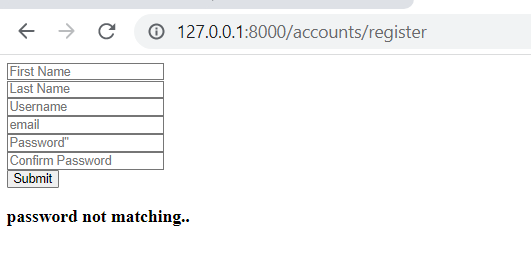 127.0.0.1:8000/accounts/register
First Name
Last Name
Username
email
Password"
Confirm Password
Submit
password not matching..